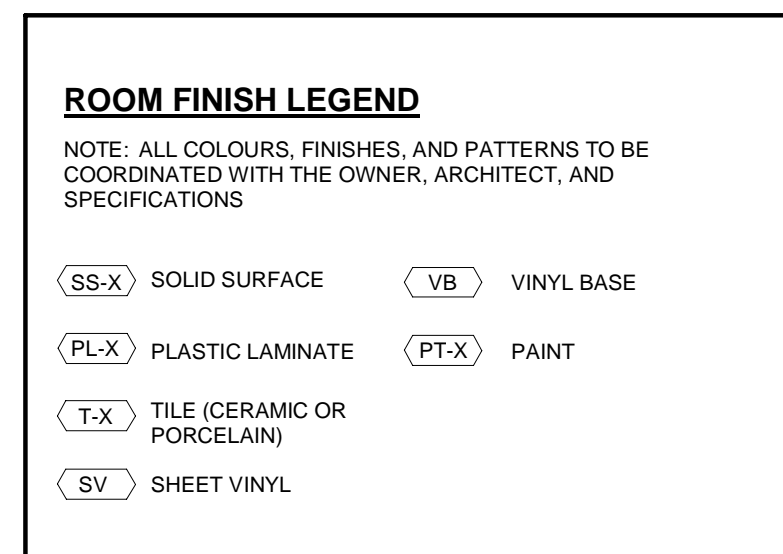 ROOM FINISH LEGEND
NOTE: ALL COLOURS, FINISHES, AND PATTERNS TO BE
COORDINATED WITH THE OWNER, ARCHITECT, AND
SPECIFICATIONS
SS-X SOLID SURFACE
VB VINYL BASE
PL-X PLASTIC LAMINATE
PT-X PAINT
T-X TILE (CERAMIC OR
PORCELAIN)
SV SHEET VINYL